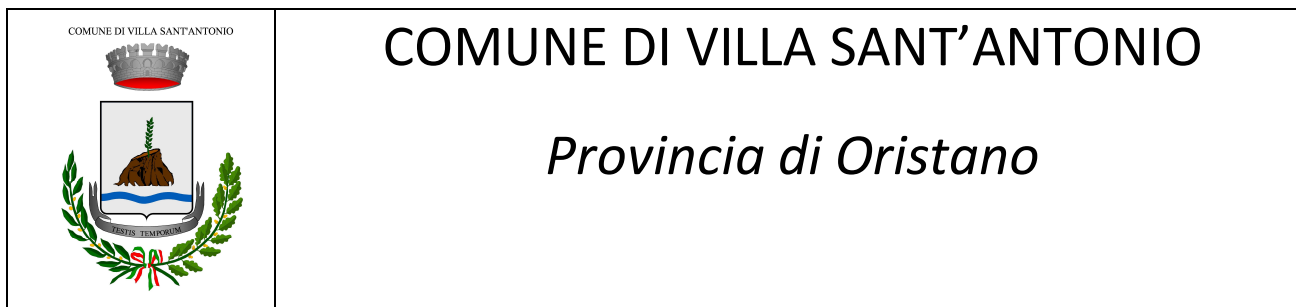 COMUNE DI VILLA SANT'ANTONIO
TESTIS TEMPORUM
COMUNE DI VILLA SANT’ANTONIO
Provincia di Oristano